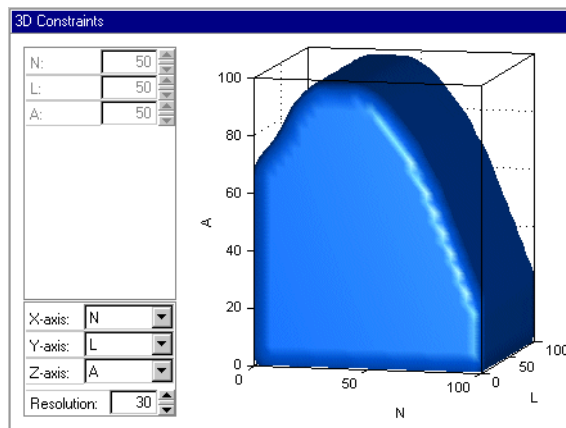 3D Constraints
N: 50
L: 50
A: 50
X-axis: N
Y-axis: L
Z-axis: A
Resolution: 30
100
80
60
40
20
0
A
0
50
100
N
0
50
100
L